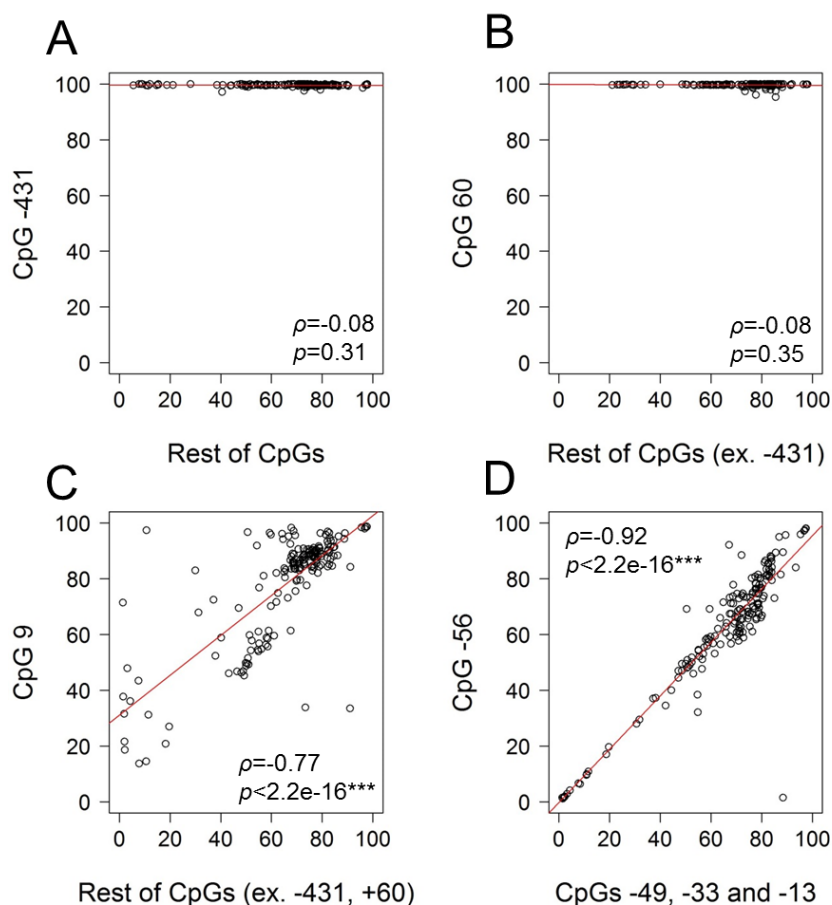 A
CpG -431
100
80
60
40
20
0
ρ=-0.08
p=0.31
0 20 40 60 80 100
Rest of CpGs
B
CpG 60
100
80
60
40
20
0
ρ=-0.08
p=0.35
0 20 40 60 80 100
Rest of CpGs (ex. -431)
C
CpG 9
100
80
60
40
20
0
ρ=-0.77
p<2.2e-16***
0 20 40 60 80 100
Rest of CpGs (ex. -431, +60)
D
CpG -56
100
80
60
40
20
0
ρ=-0.92
p<2.2e-16***
0 20 40 60 80 100
CpGs -49, -33 and -13